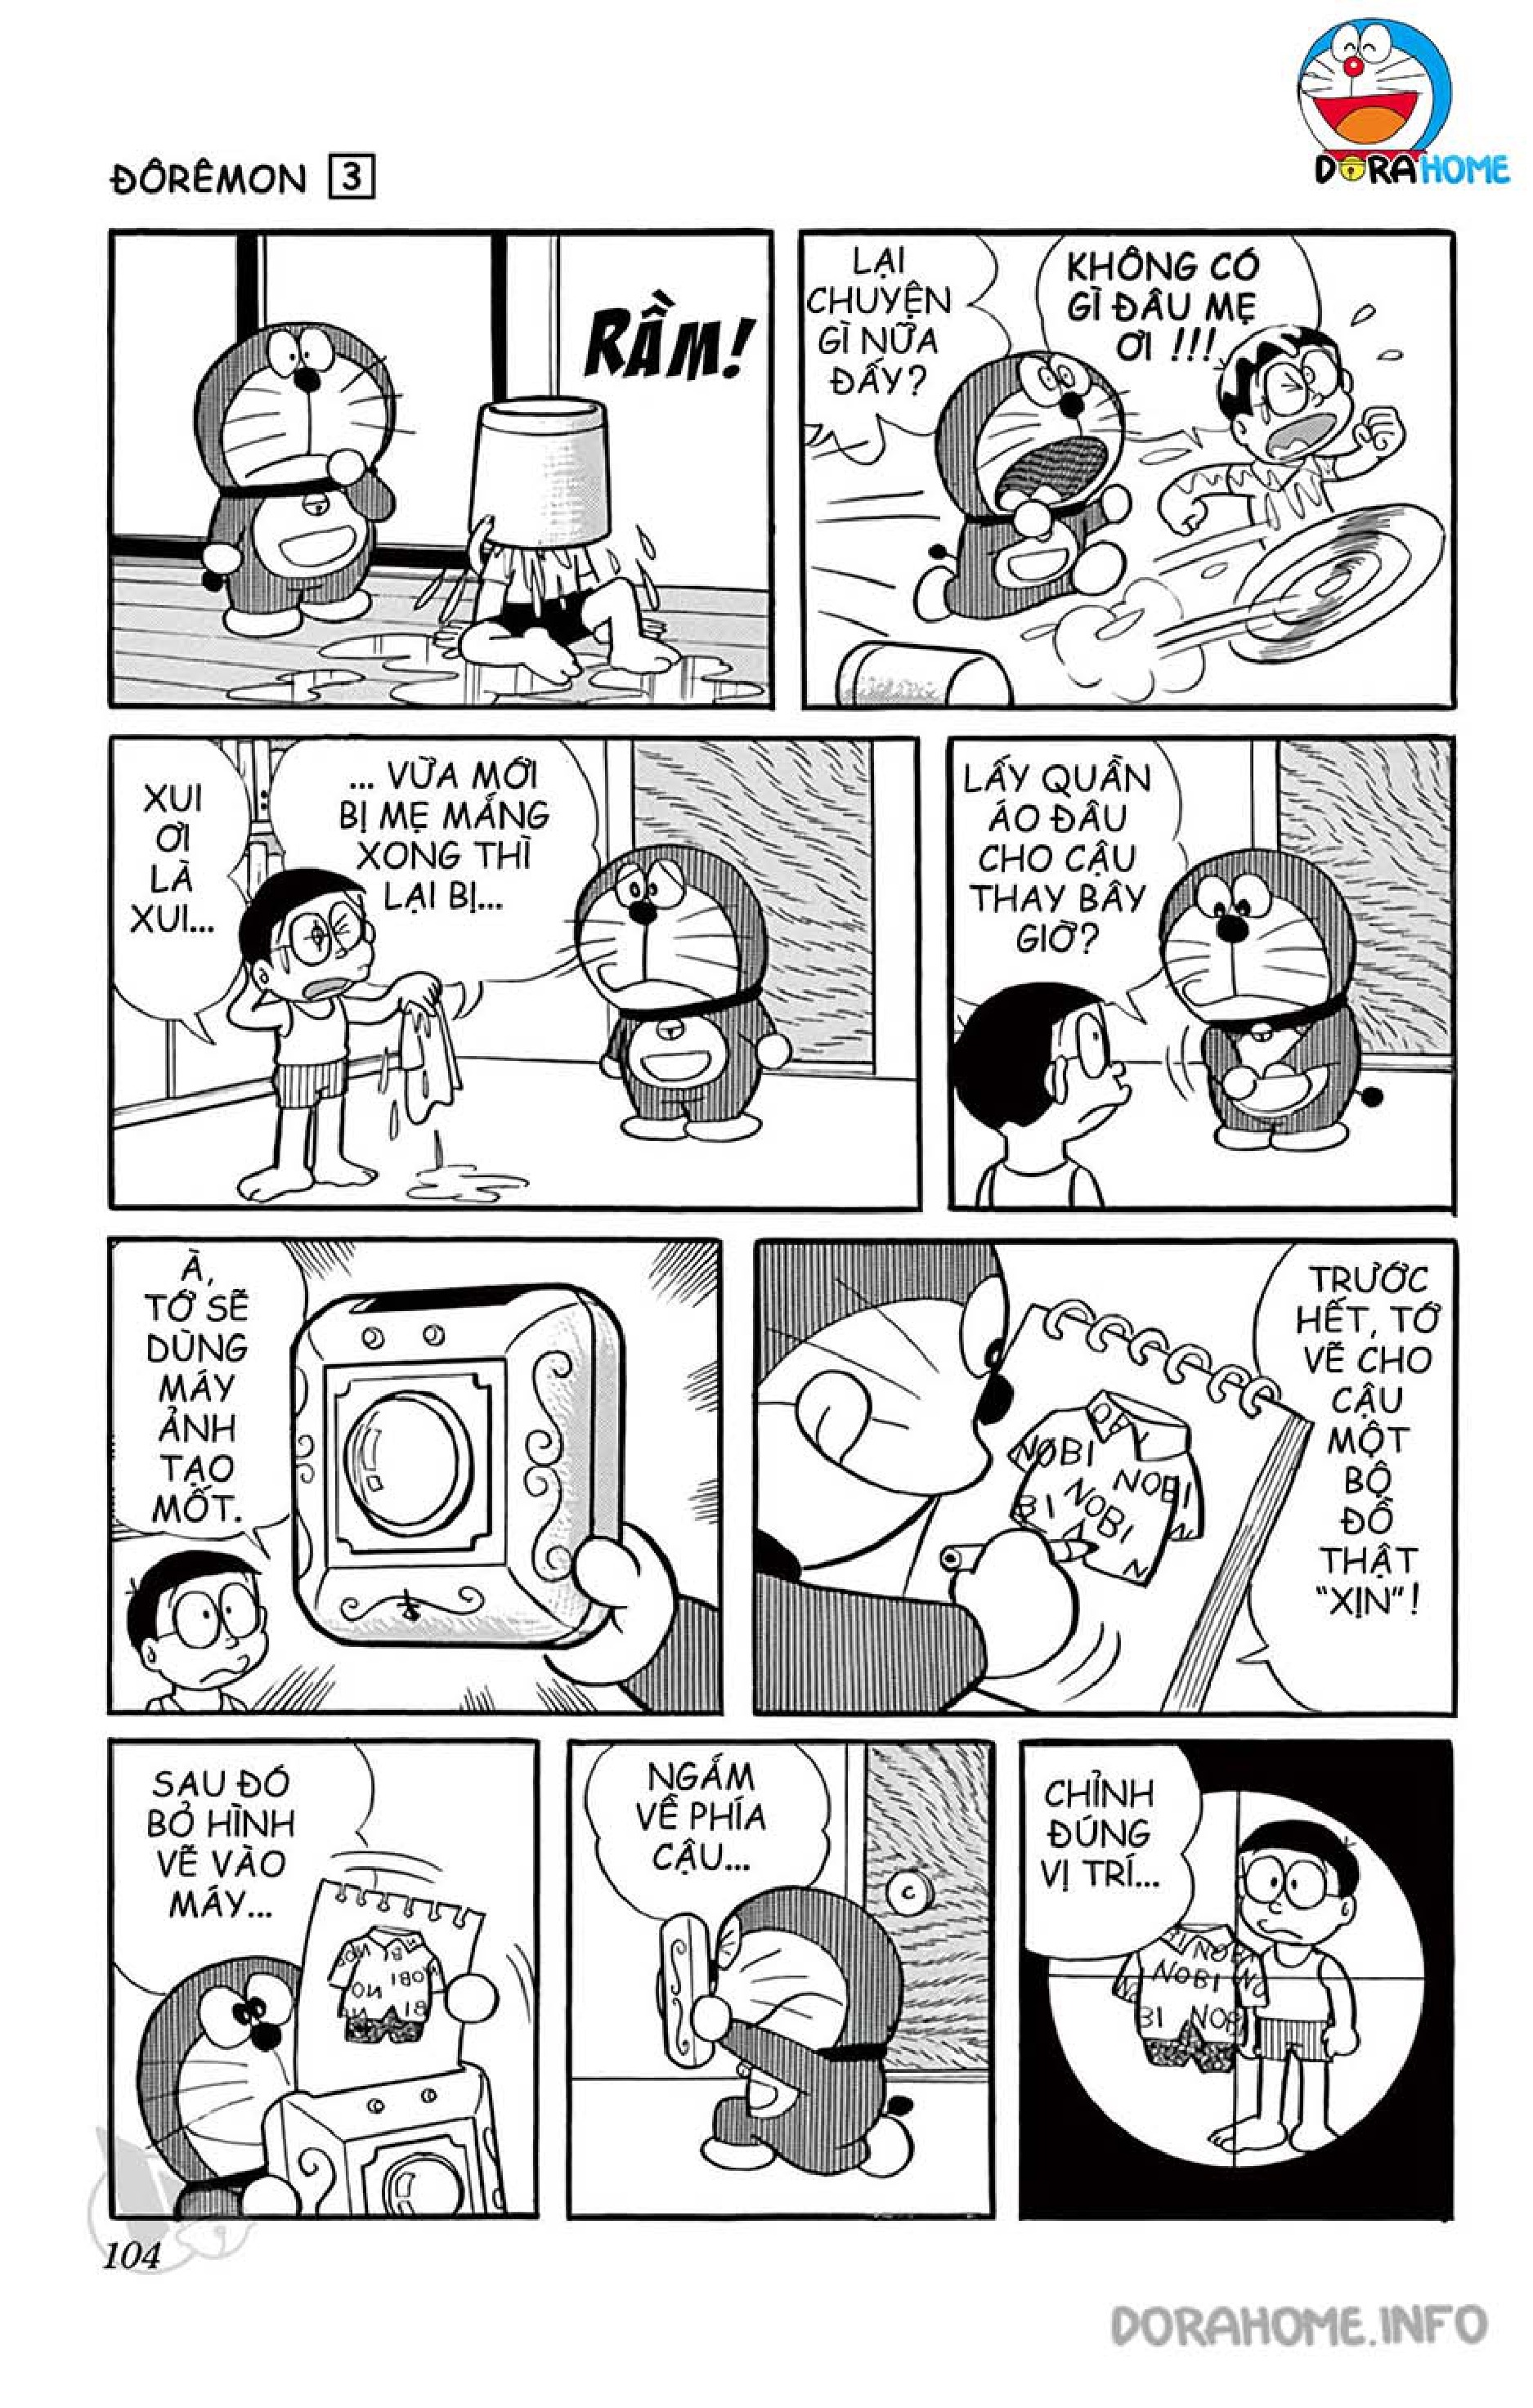 DORAHOME
ĐÔRÊMON 3
RẦM!
LẠI
CHUYỆN
GÌ NỮA
ĐẤY?
KHÔNG CÓ
GÌ ĐÂU MẸ
ƠI !!!
XUI
ƠI
LÀ
XUI...
... VỪA MỚI
BỊ MẸ MẮNG
XONG THÌ
LẠI BỊ...
LẤY QUẦN
ÁO ĐÂU
CHO CẬU
THAY BÂY
GIỜ?
À,
TỚ SẼ
DÙNG
MÁY
ẢNH
TẠO
MỐT.
NOBI
NOBI
BI
NOBI
N
TRƯỚC
HẾT, TỚ
VẼ CHO
CẬU
MỘT
BỘ
ĐỒ
THẬT
“XỊN”!
SAU ĐÓ
BỎ HÌNH
VẼ VÀO
MÁY...
NGẮM
VỀ PHÍA
CẬU...
CHỈNH
ĐÚNG
VỊ TRÍ...
NOBI
BI NOBI
104
DORAHOME.INFO